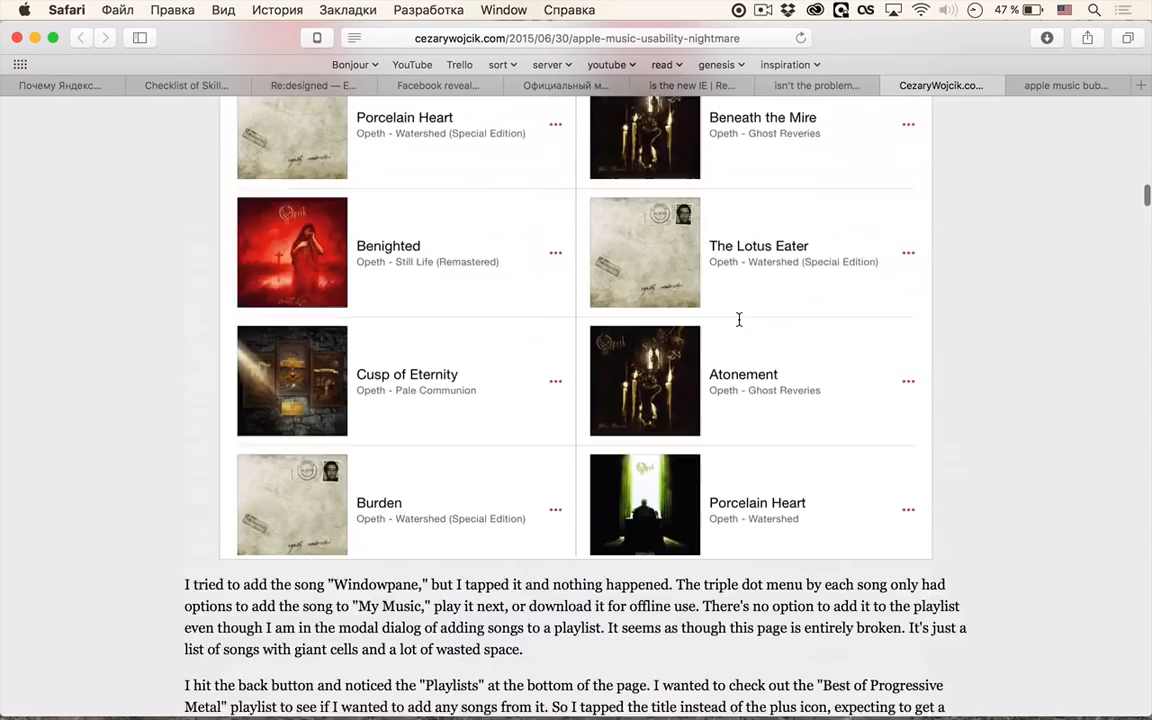 Safari Файл Правка Вид История Закладки Разработка Window Справка 47 %
cezarywojcik.com/2015/06/30/apple-music-usability-nightmare
Bonjour YouTube Trello sort server youtube read genesis inspiration
Почему Яндекс... Checklist of Skill... Re:designed — E... Facebook reveal... Официальный м... is the new IE | Re... isn't the problem... CezaryWojcik.co... apple music bub...
Porcelain Heart
Opeth - Watershed (Special Edition)
Beneath the Mire
Opeth - Ghost Reveries
Benighted
Opeth - Still Life (Remastered)
The Lotus Eater
Opeth - Watershed (Special Edition)
Cusp of Eternity
Opeth - Pale Communion
Atonement
Opeth - Ghost Reveries
Burden
Opeth - Watershed (Special Edition)
Porcelain Heart
Opeth - Watershed
I tried to add the song "Windowpane," but I tapped it and nothing happened. The triple dot menu by each song only had
options to add the song to "My Music," play it next, or download it for offline use. There's no option to add it to the playlist
even though I am in the modal dialog of adding songs to a playlist. It seems as though this page is entirely broken. It's just a
list of songs with giant cells and a lot of wasted space.
I hit the back button and noticed the "Playlists" at the bottom of the page. I wanted to check out the "Best of Progressive
Metal" playlist to see if I wanted to add any songs from it. So I tapped the title instead of the plus icon, expecting to get a